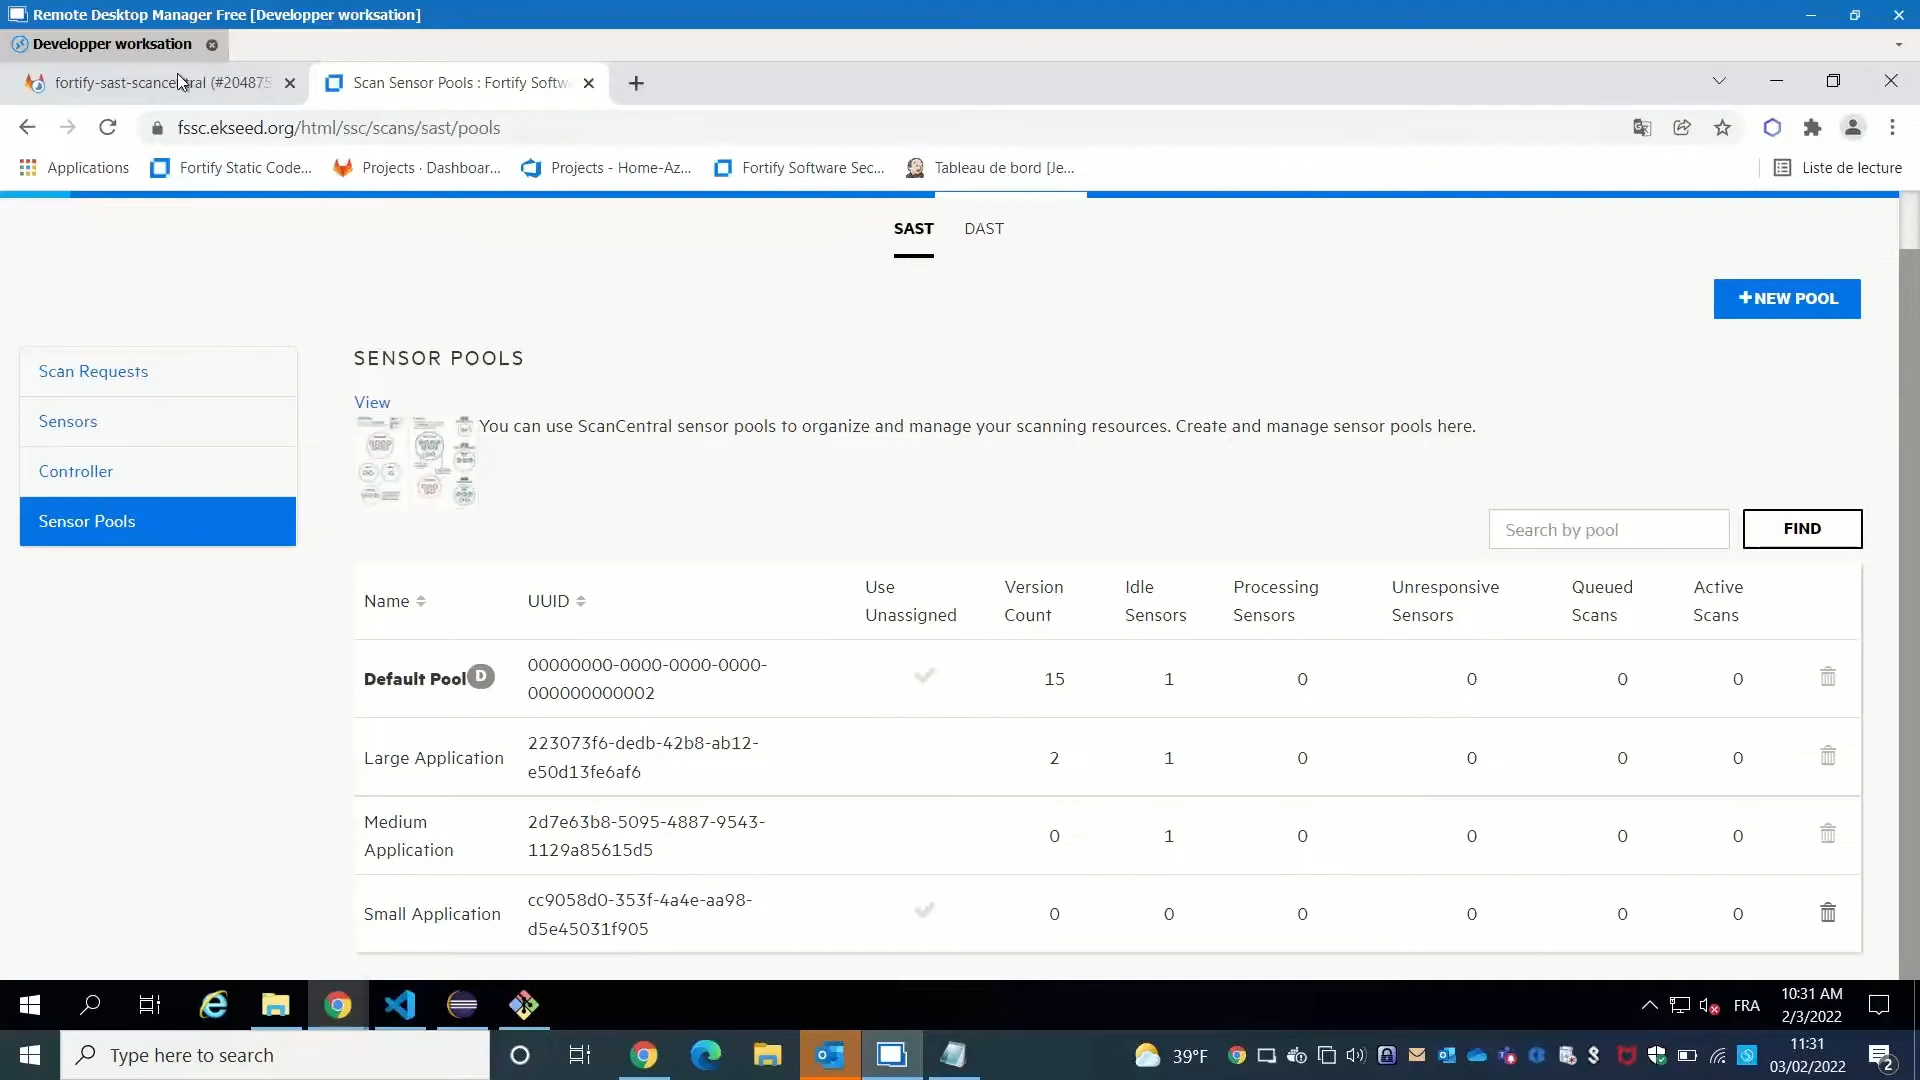 Remote Desktop Manager Free [Developper worksation]
Developper worksation
fortify-sast-scancentral (#204875
Scan Sensor Pools : Fortify Softw
fssc.ekseed.org/html/ssc/scans/sast/pools
Applications
Fortify Static Code...
Projects · Dashboar...
Projects - Home-Az...
Fortify Software Sec...
Tableau de bord [Je...
Liste de lecture
SAST
DAST
+NEW POOL
Scan Requests
Sensors
Controller
Sensor Pools
SENSOR POOLS
View
You can use ScanCentral sensor pools to organize and manage your scanning resources. Create and manage sensor pools here.
Search by pool
FIND
Name UUID Use Unassigned Version Count Idle Sensors Processing Sensors Unresponsive Sensors Queued Scans Active Scans
Default Pool D 00000000-0000-0000-0000-000000000002 15 1 0 0 0 0
Large Application 223073f6-dedb-42b8-ab12-e50d13fe6af6 2 1 0 0 0 0
Medium Application 2d7e63b8-5095-4887-9543-1129a85615d5 0 1 0 0 0 0
Small Application cc9058d0-353f-4a4e-aa98-d5e45031f905 0 0 0 0 0 0
FRA
10:31 AM
2/3/2022
Type here to search
39°F
11:31
03/02/2022
2